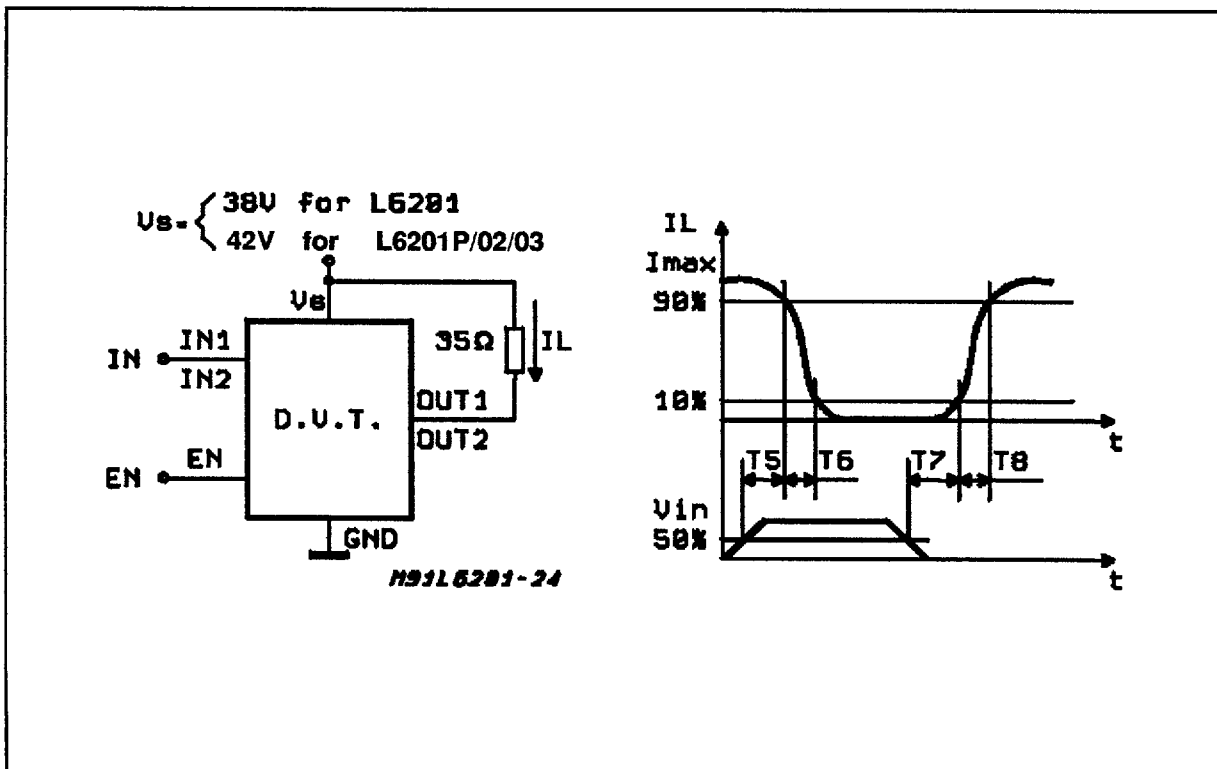 Vs= 38V for L6201
42V for L6201P/02/03
Vs
IN
IN1
IN2
35Ω
IL
D.U.T.
OUT1
OUT2
EN
EN
GND
M91L6201-24
IL
Imax
90%
10%
t
T5
T6
T7
T8
Vin
50%
t